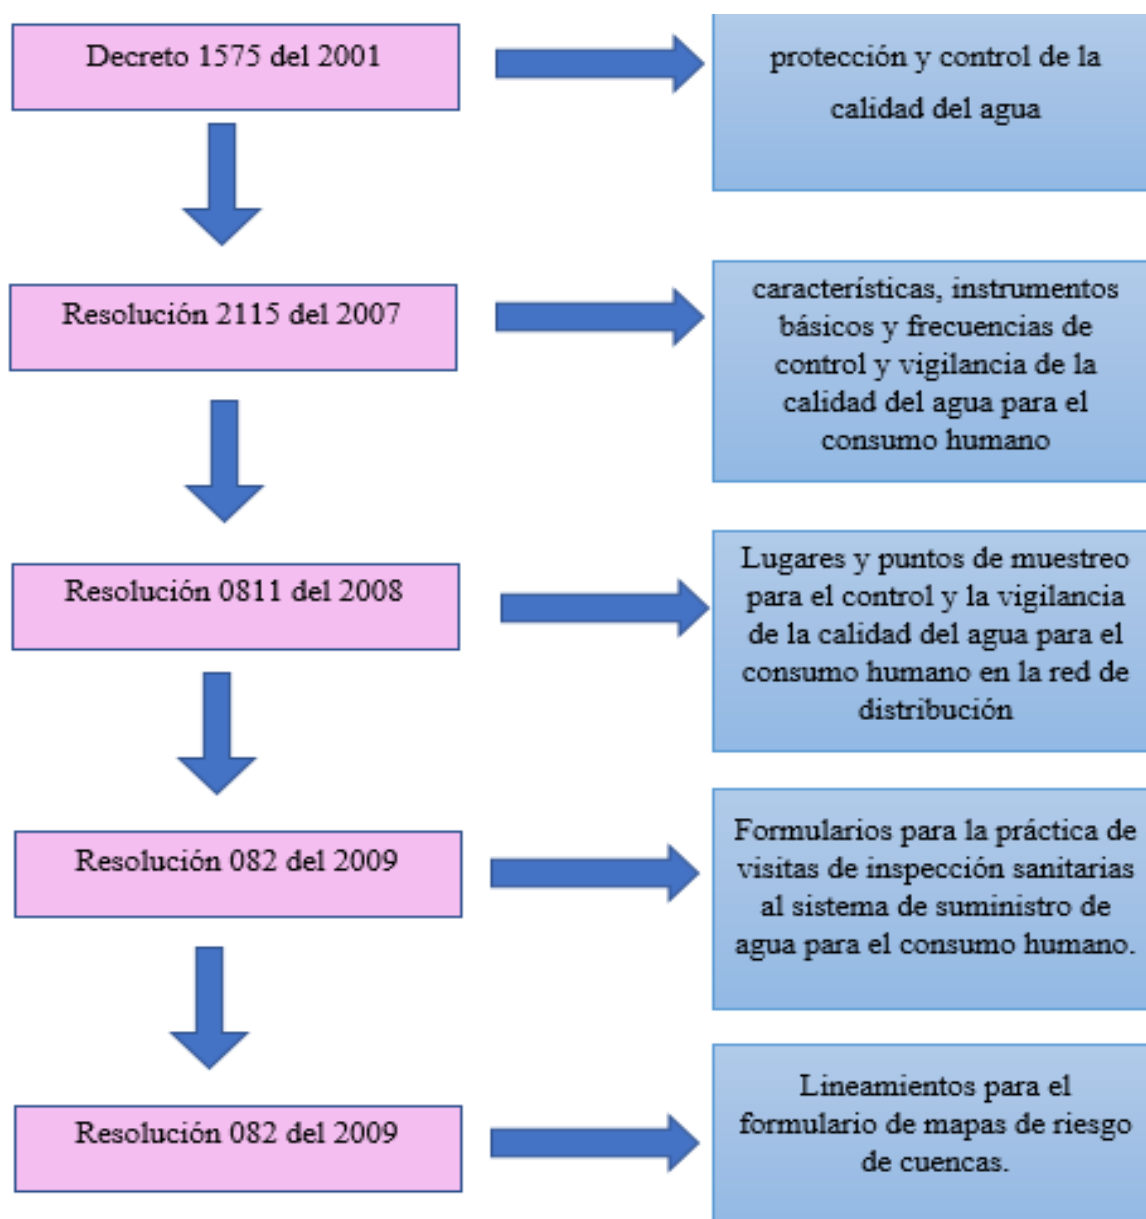 Decreto 1575 del 2001
protección y control de la
calidad del agua
Resolución 2115 del 2007
características, instrumentos
básicos y frecuencias de
control y vigilancia de la
calidad del agua para el
consumo humano
Resolución 0811 del 2008
Lugares y puntos de muestreo
para el control y la vigilancia
de la calidad del agua para el
consumo humano en la red de
distribución
Resolución 082 del 2009
Formularios para la práctica de
visitas de inspección sanitarias
al sistema de suministro de
agua para el consumo humano.
Resolución 082 del 2009
Lineamientos para el
formulario de mapas de riesgo
de cuencas.